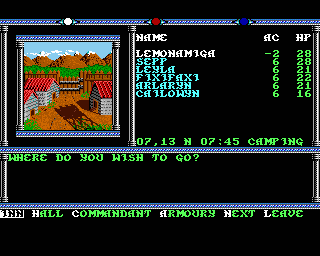 NAME AC HP
LEMONAMIGA -2 28
SEPP 6 28
LEYLA 6 21
FIXIFAXI 6 22
ARLARYN 6 21
CAILOWYN 6 16
07,13 N 07:45 CAMPING
WHERE DO YOU WISH TO GO?
INN HALL COMMANDANT ARMOURY NEXT LEAVE